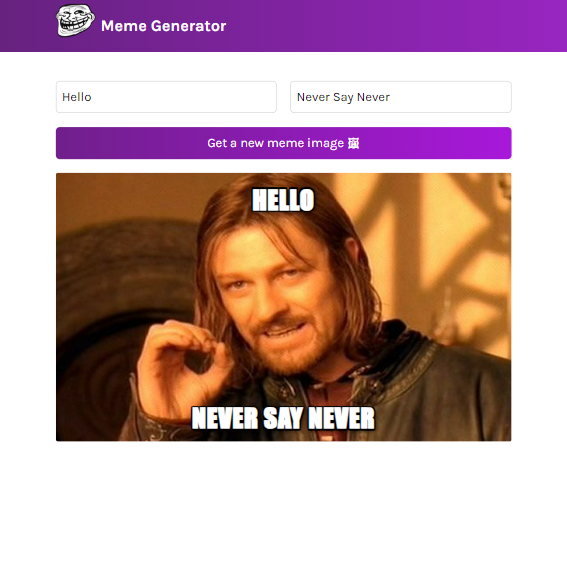 Meme Generator
Hello
Never Say Never
Get a new meme image 🖼
HELLO
NEVER SAY NEVER